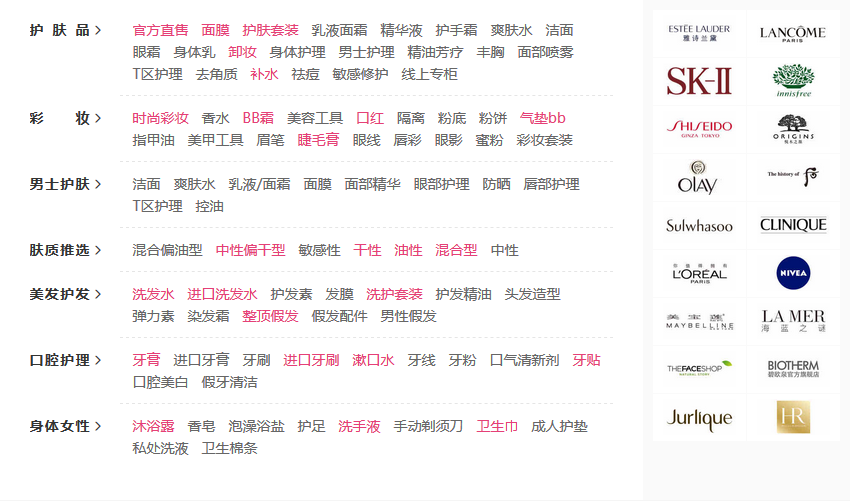 护肤品 > 官方直售 面膜 护肤套装 乳液面霜 精华液 护手霜 爽肤水 洁面
眼霜 身体乳 卸妆 身体护理 男士护理 精油芳疗 丰胸 面部喷雾
T区护理 去角质 补水 祛痘 敏感修护 线上专柜
彩妆 > 时尚彩妆 香水 BB霜 美容工具 口红 隔离 粉底 粉饼 气垫bb
指甲油 美甲工具 眉笔 睫毛膏 眼线 唇彩 眼影 蜜粉 彩妆套装
男士护肤 > 洁面 爽肤水 乳液/面霜 面膜 面部精华 眼部护理 防晒 唇部护理
T区护理 控油
肤质推选 > 混合偏油型 中性偏干型 敏感性 干性 油性 混合型 中性
美发护发 > 洗发水 进口洗发水 护发素 发膜 洗护套装 护发精油 头发造型
弹力素 染发霜 整顶假发 假发配件 男性假发
口腔护理 > 牙膏 进口牙膏 牙刷 进口牙刷 漱口水 牙线 牙粉 口气清新剂 牙贴
口腔美白 假牙清洁
身体女性 > 沐浴露 香皂 泡澡浴盐 护足 洗手液 手动剃须刀 卫生巾 成人护垫
私处洗液 卫生棉条
ESTĒE LAUDER
雅诗兰黛
LANCÔME
PARIS
SK-II
innisfree
SHISEIDO
GINZA TOKYO
ORIGINS
悦木之源
OLAY
The history of 后
Sulwhasoo
CLINIQUE
你值得拥有
L'ORÉAL
PARIS
NIVEA
美宝莲
MAYBELLINE
LA MER
海蓝之谜
THEFACESHOP
NATURAL STORY
BIOTHERM
碧欧泉官方旗舰店
Jurlique
HR